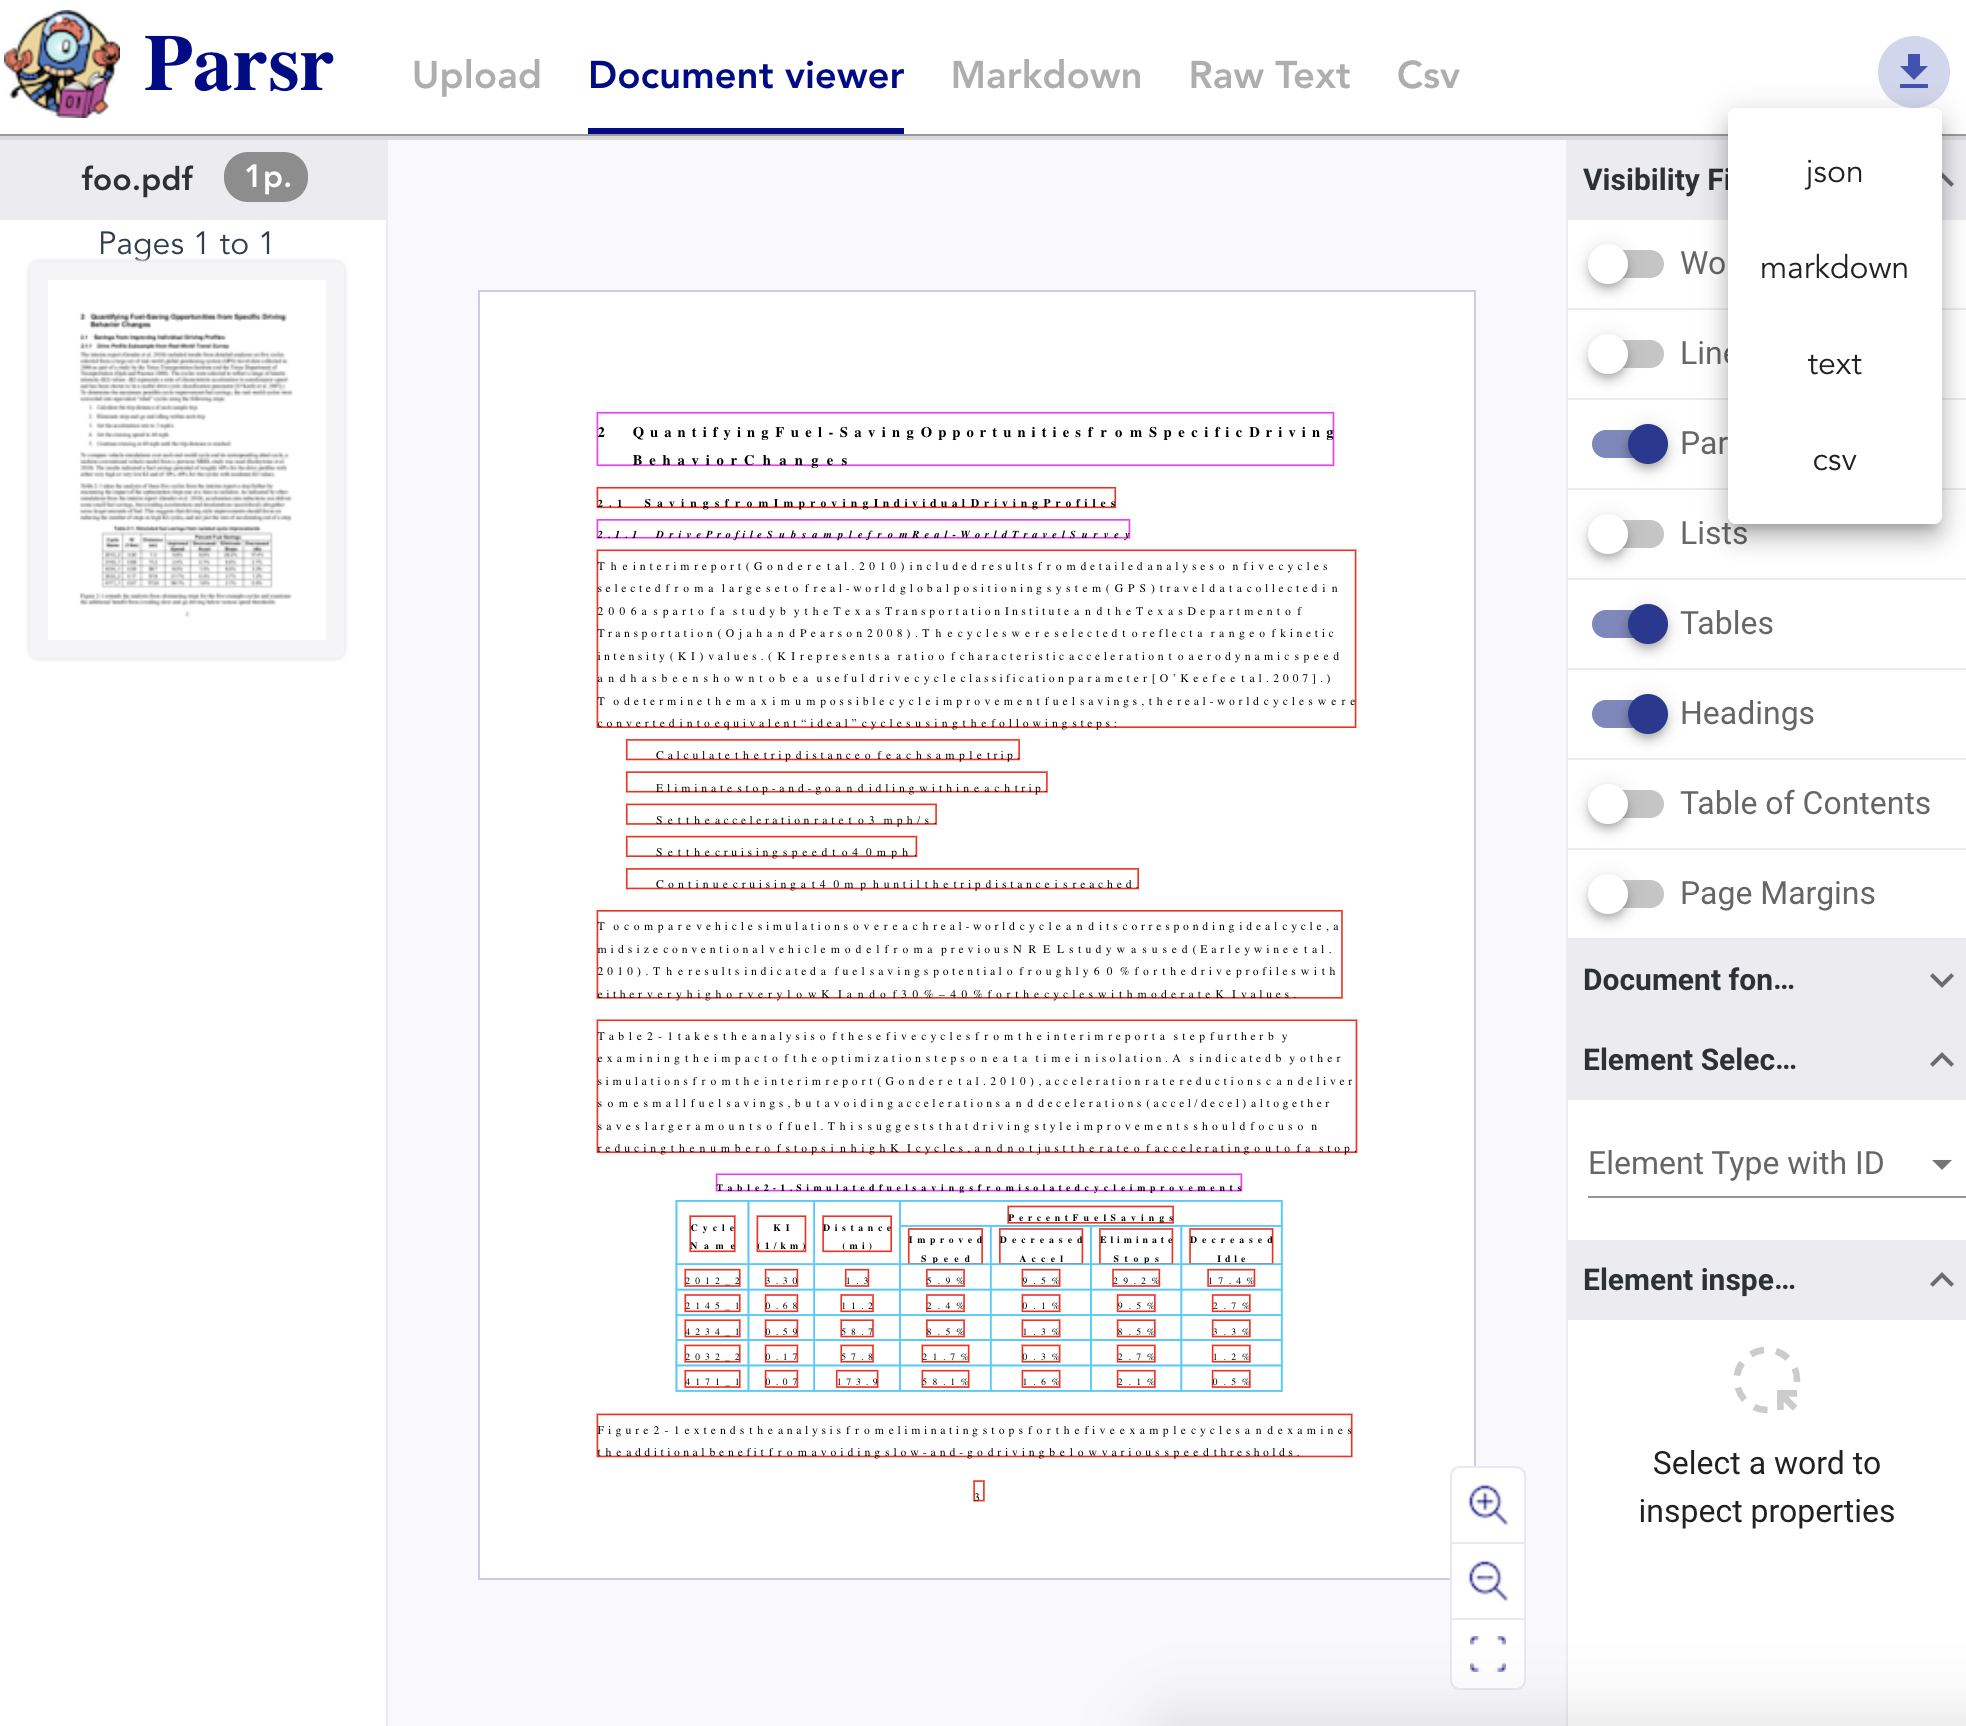 Parsr
Upload
Document viewer
Markdown
Raw Text
Csv
foo.pdf
1p.
Pages 1 to 1
2 Quantifying Fuel-Saving Opportunities from Specific Driving
Behavior Changes
2.1 Savings from Improving Individual Driving Profiles
2.1.1 Drive Profile Subsample from Real-World Travel Survey
The interim report (Gonder et al. 2010) included results from detailed analyses on five cycles
selected from a large set of real-world global positioning system (GPS) travel data collected in
2006 as part of a study by the Texas Transportation Institute and the Texas Department of
Transportation (Ojah and Pearson 2008). The cycles were selected to reflect a range of kinetic
intensity (KI) values. (KI represents a ratio of characteristic acceleration to aerodynamic speed
and has been shown to be a useful drive cycle classification parameter [O’Keefe et al. 2007].)
To determine the maximum possible cycle improvement fuel savings, the real-world cycles were
converted into equivalent “ideal” cycles using the following steps:
Calculate the trip distance of each sample trip.
Eliminate stop-and-go and idling within each trip.
Set the acceleration rate to 3 mph/s.
Set the cruising speed to 40 mph.
Continue cruising at 40 mph until the trip distance is reached.
To compare vehicle simulations over each real-world cycle and its corresponding ideal cycle, a
midsize conventional vehicle model from a previous NREL study was used (Earleywine et al.
2010). The results indicated a fuel savings potential of roughly 60% for the drive profiles with
either very high or very low KI and of 30%–40% for the cycles with moderate KI values.
Table 2-1 takes the analysis of these five cycles from the interim report a step further by
examining the impact of the optimization steps one at a time in isolation. As indicated by other
simulations from the interim report (Gonder et al. 2010), acceleration rate reductions can deliver
some small fuel savings, but avoiding accelerations and decelerations (accel/decel) altogether
saves larger amounts of fuel. This suggests that driving style improvements should focus on
reducing the number of stops in high KI cycles, and not just the rate of accelerating out of a stop.
Table 2-1. Simulated fuel savings from isolated cycle improvements
Cycle Name KI (1/km) Distance (mi) Percent Fuel Savings
Improved Speed Decreased Accel Eliminate Stops Decreased Idle
2012_2 3.30 1.3 5.9% 9.5% 29.2% 17.4%
2145_1 0.68 11.2 2.4% 0.1% 9.5% 2.7%
4234_1 0.59 58.7 8.5% 1.3% 8.5% 3.3%
2032_2 0.17 57.8 21.7% 0.3% 2.7% 1.2%
4171_1 0.07 173.9 58.1% 1.6% 2.1% 0.5%
Figure 2-1 extends the analysis from eliminating stops for the five example cycles and examines
the additional benefit from avoiding slow-and-go driving below various speed thresholds.
3
json
markdown
text
csv
Visibility Fi
Wo
Line
Par
Lists
Tables
Headings
Table of Contents
Page Margins
Document fon...
Element Selec...
Element Type with ID
Element inspe...
Select a word to
inspect properties